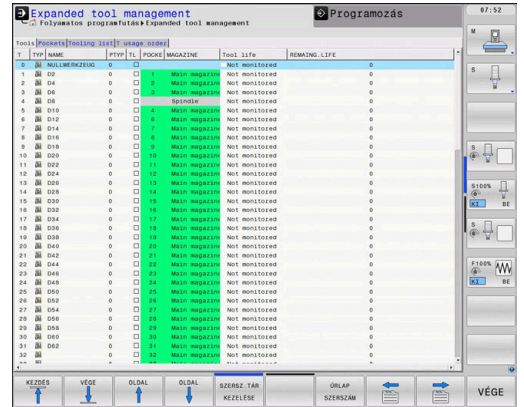 Expanded tool management
Folyamatos programfutás Expanded tool management
Programozás
07:52
Tools Pockets Tooling list T usage order
T TYP NAME PTYP TL POCKE MAGAZINE Tool life REMAING.LIFE
0 NULLWERKZEUG 0 Not monitored 0
1 D2 0 1 Main magazine Not monitored 0
2 D4 0 2 Main magazine Not monitored 0
3 D6 0 3 Main magazine Not monitored 0
4 D8 0 Spindle Not monitored 0
5 D10 0 4 Main magazine Not monitored 0
6 D12 0 6 Main magazine Not monitored 0
7 D14 0 7 Main magazine Not monitored 0
8 D16 0 8 Main magazine Not monitored 0
9 D18 0 9 Main magazine Not monitored 0
10 D20 0 10 Main magazine Not monitored 0
11 D22 0 11 Main magazine Not monitored 0
12 D24 0 12 Main magazine Not monitored 0
13 D26 0 13 Main magazine Not monitored 0
14 D28 0 14 Main magazine Not monitored 0
15 D30 0 15 Main magazine Not monitored 0
16 D32 0 16 Main magazine Not monitored 0
17 D34 0 17 Main magazine Not monitored 0
18 D36 0 18 Main magazine Not monitored 0
19 D38 0 19 Main magazine Not monitored 0
20 D40 0 20 Main magazine Not monitored 0
21 D42 0 21 Main magazine Not monitored 0
22 D44 0 22 Main magazine Not monitored 0
23 D46 0 23 Main magazine Not monitored 0
24 D48 0 24 Main magazine Not monitored 0
25 D50 0 25 Main magazine Not monitored 0
26 D52 0 26 Main magazine Not monitored 0
27 D54 0 27 Main magazine Not monitored 0
28 D56 0 28 Main magazine Not monitored 0
29 D58 0 29 Main magazine Not monitored 0
30 D60 0 30 Main magazine Not monitored 0
31 D62 0 31 Main magazine Not monitored 0
32 0 32 Main magazine Not monitored 0
M
S
S
S100%
KI BE
S
F100%
KI BE
KEZDÉS
VÉGE
OLDAL
OLDAL
SZERSZ.TÁR
KEZELÉSE
ŰRLAP
SZERSZÁM
VÉGE